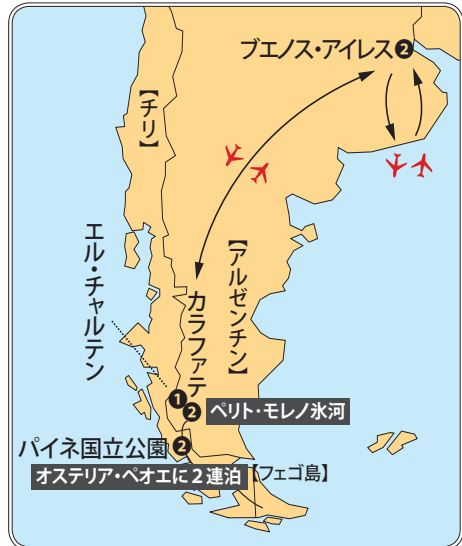 ブエノス・アイレス❷
【チリ】
【アルゼンチン】
エル・チャルテン
カラファテ
❶
❷ ペリト・モレノ氷河
パイネ国立公園❷
オステリア・ペオエに2連泊
【フェゴ島】